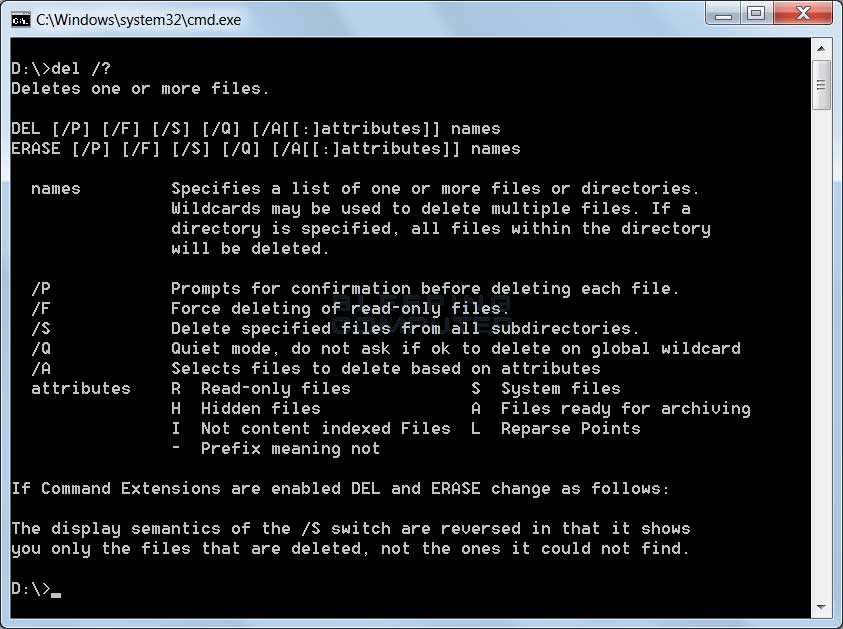 C:\Windows\system32\cmd.exe
D:\>del /?
Deletes one or more files.
DEL [/P] [/F] [/S] [/Q] [/A[[:]attributes]] names
ERASE [/P] [/F] [/S] [/Q] [/A[[:]attributes]] names
names Specifies a list of one or more files or directories.
Wildcards may be used to delete multiple files. If a
directory is specified, all files within the directory
will be deleted.
/P Prompts for confirmation before deleting each file.
/F Force deleting of read-only files.
/S Delete specified files from all subdirectories.
/Q Quiet mode, do not ask if ok to delete on global wildcard
/A Selects files to delete based on attributes
attributes R Read-only files S System files
H Hidden files A Files ready for archiving
I Not content indexed Files L Reparse Points
- Prefix meaning not
If Command Extensions are enabled DEL and ERASE change as follows:
The display semantics of the /S switch are reversed in that it shows
you only the files that are deleted, not the ones it could not find.
D:\>_
BLEEPING
COMPUTER